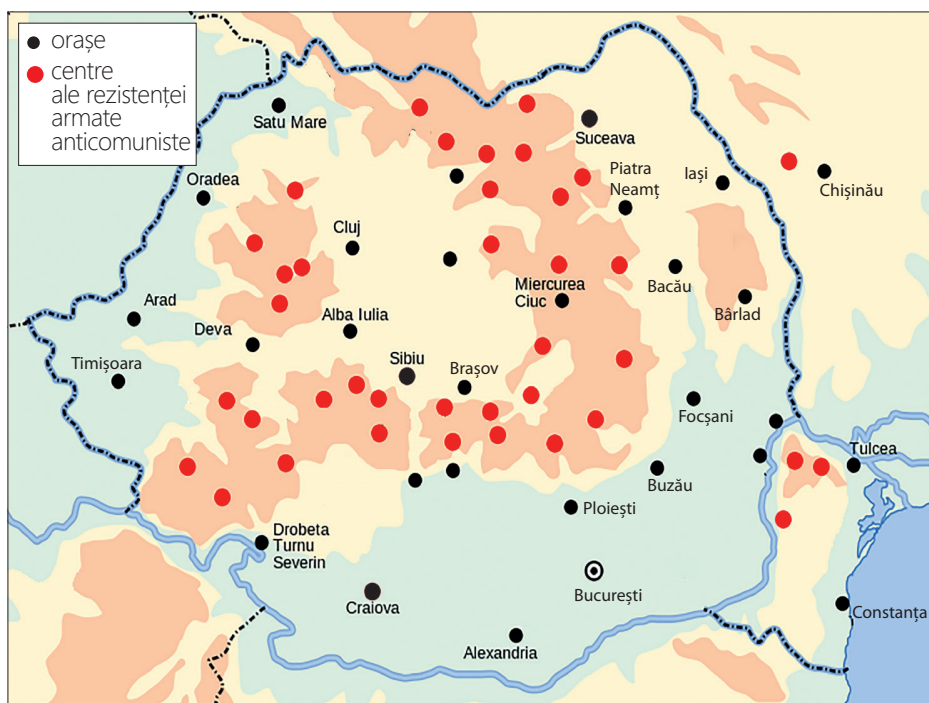 orașe
centre
ale rezistenței
armate
anticomuniste
Satu Mare
Suceava
Oradea
Piatra
Neamț
Iași
Chișinău
Cluj
Miercurea
Ciuc
Bacău
Bârlad
Arad
Deva
Alba Iulia
Timișoara
Sibiu
Brașov
Focșani
Tulcea
Buzău
Ploiești
Drobeta
Turnu
Severin
București
Craiova
Constanța
Alexandria